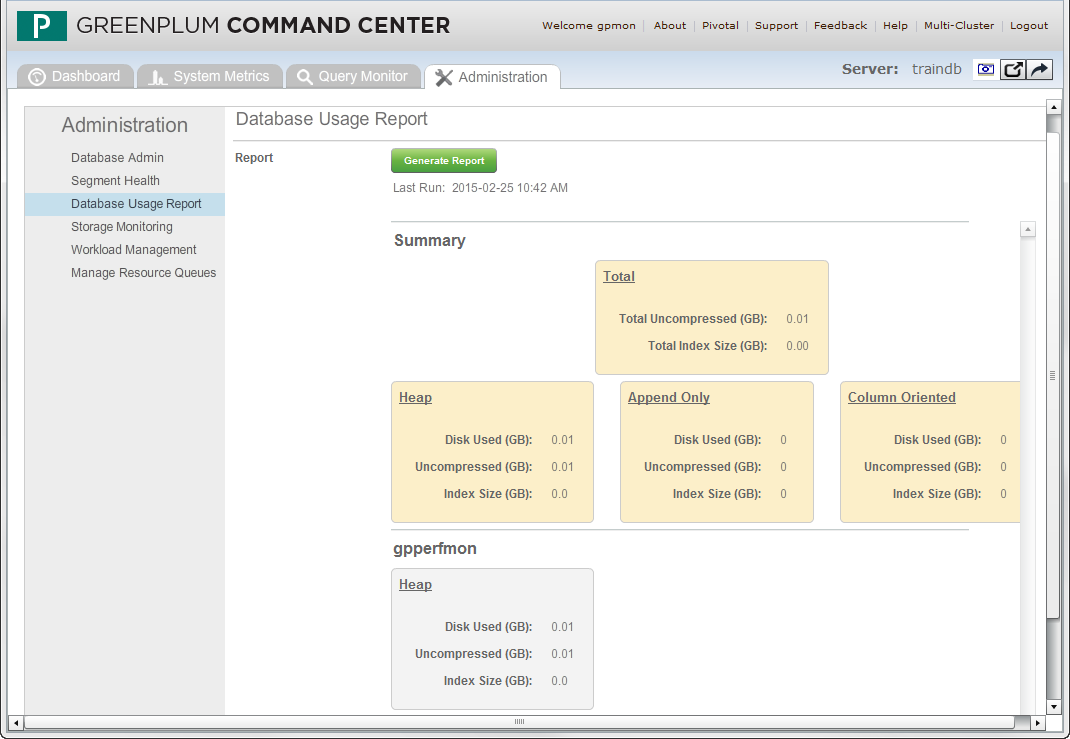 P GREENPLUM COMMAND CENTER
Welcome gpmon About Pivotal Support Feedback Help Multi-Cluster Logout
Dashboard System Metrics Query Monitor Administration
Server: traindb
Administration
Database Admin
Segment Health
Database Usage Report
Storage Monitoring
Workload Management
Manage Resource Queues
Database Usage Report
Report
Generate Report
Last Run: 2015-02-25 10:42 AM
Summary
Total
Total Uncompressed (GB): 0.01
Total Index Size (GB): 0.00
Heap
Disk Used (GB): 0.01
Uncompressed (GB): 0.01
Index Size (GB): 0.0
Append Only
Disk Used (GB): 0
Uncompressed (GB): 0
Index Size (GB): 0
Column Oriented
Disk Used (GB): 0
Uncompressed (GB): 0
Index Size (GB): 0
gpperfmon
Heap
Disk Used (GB): 0.01
Uncompressed (GB): 0.01
Index Size (GB): 0.0